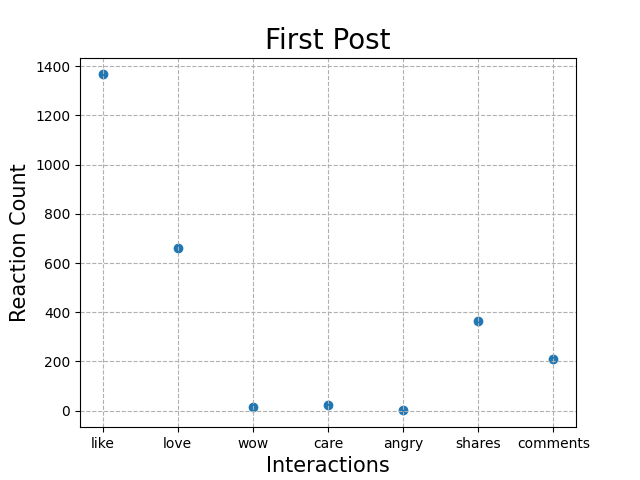 First Post
Reaction Count
1400
1200
1000
800
600
400
200
0
like love wow care angry shares comments
Interactions